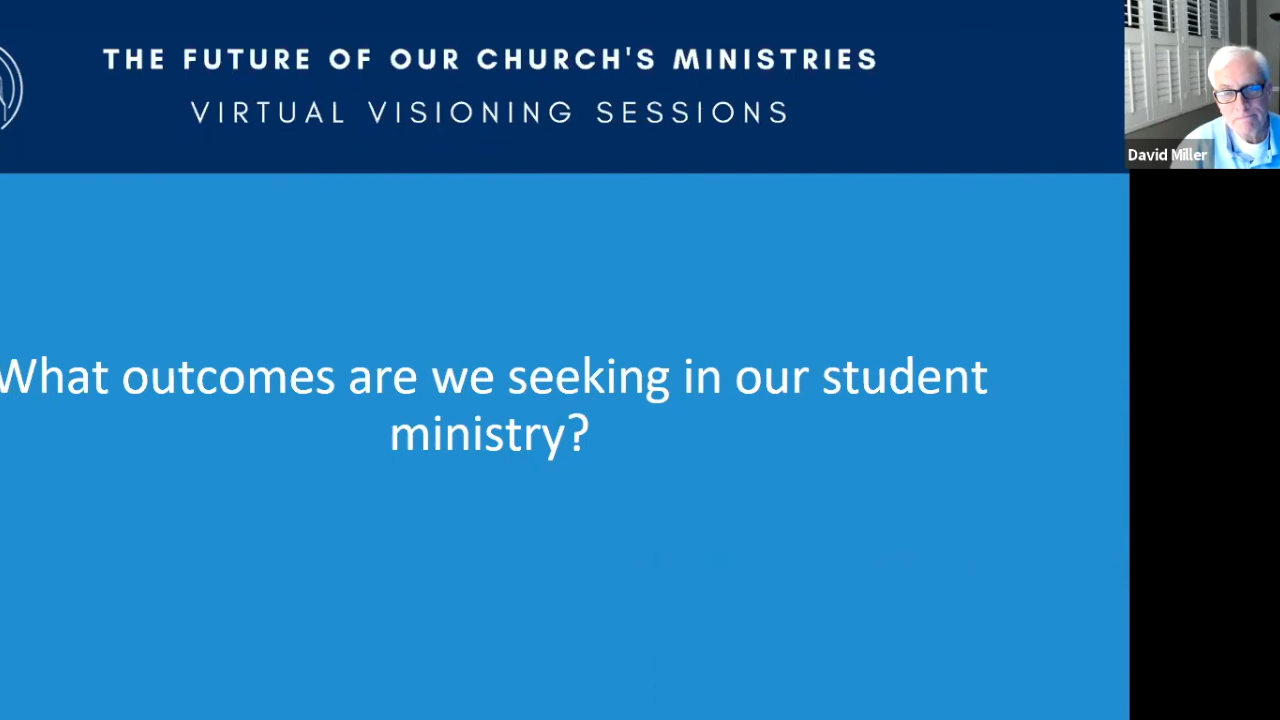 THE FUTURE OF OUR CHURCH'S MINISTRIES
VIRTUAL VISIONING SESSIONS
David Miller
What outcomes are we seeking in our student
ministry?